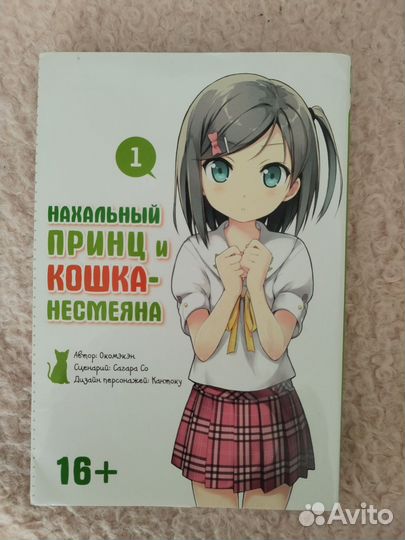 1
НАХАЛЬНЫЙ
ПРИНЦ И
КОШКА-
НЕСМЕЯНА
Автор: Окомэкэн
Сценарий: Сагара Со
Дизайн персонажей: Кантоку
16+
Avito